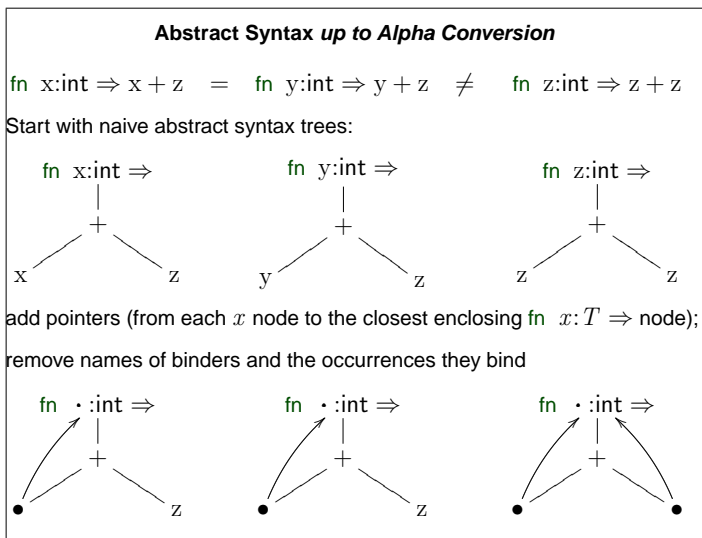 Abstract Syntax up to Alpha Conversion
fn x:int ⇒ x + z = fn y:int ⇒ y + z ≠ fn z:int ⇒ z + z
Start with naive abstract syntax trees:
fn x:int ⇒ fn y:int ⇒ fn z:int ⇒
+ + +
x z y z z z
add pointers (from each x node to the closest enclosing fn x:T ⇒ node);
remove names of binders and the occurrences they bind
fn · :int ⇒ fn · :int ⇒ fn · :int ⇒
+ + +
• z • z • •